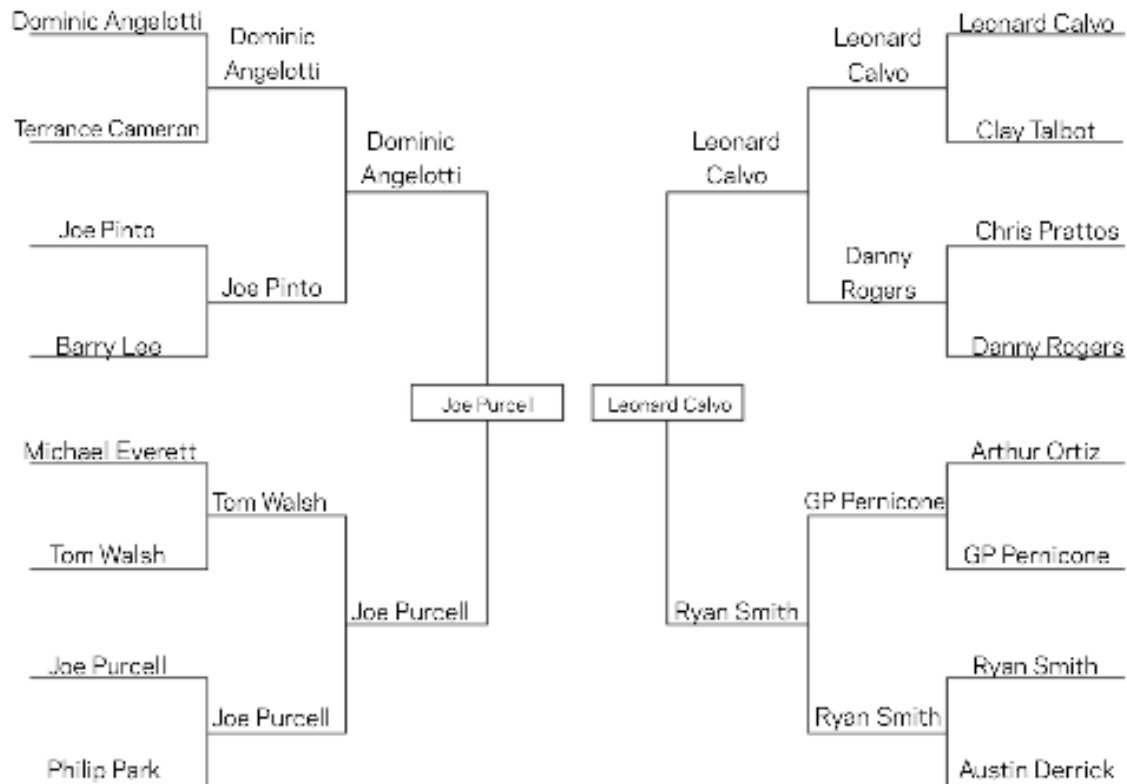 Dominic Angelotti
Dominic
Angelotti
Terrance Cameron
Dominic
Angelotti
Joe Pinto
Joe Pinto
Barry Lee
Joe Purcell
Michael Everett
Tom Walsh
Tom Walsh
Joe Purcell
Joe Purcell
Joe Purcell
Philip Park
Leonard Calvo
Leonard
Calvo
Clay Talbot
Leonard
Calvo
Chris Prattos
Danny
Rogers
Danny Rogers
Leonard Calvo
Arthur Ortiz
GP Pernicone
GP Pernicone
Ryan Smith
Ryan Smith
Ryan Smith
Austin Derrick